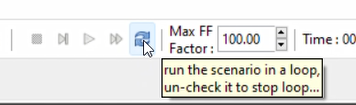 Max FF
Factor : 100.00 Time : 00
run the scenario in a loop,
un-check it to stop loop...